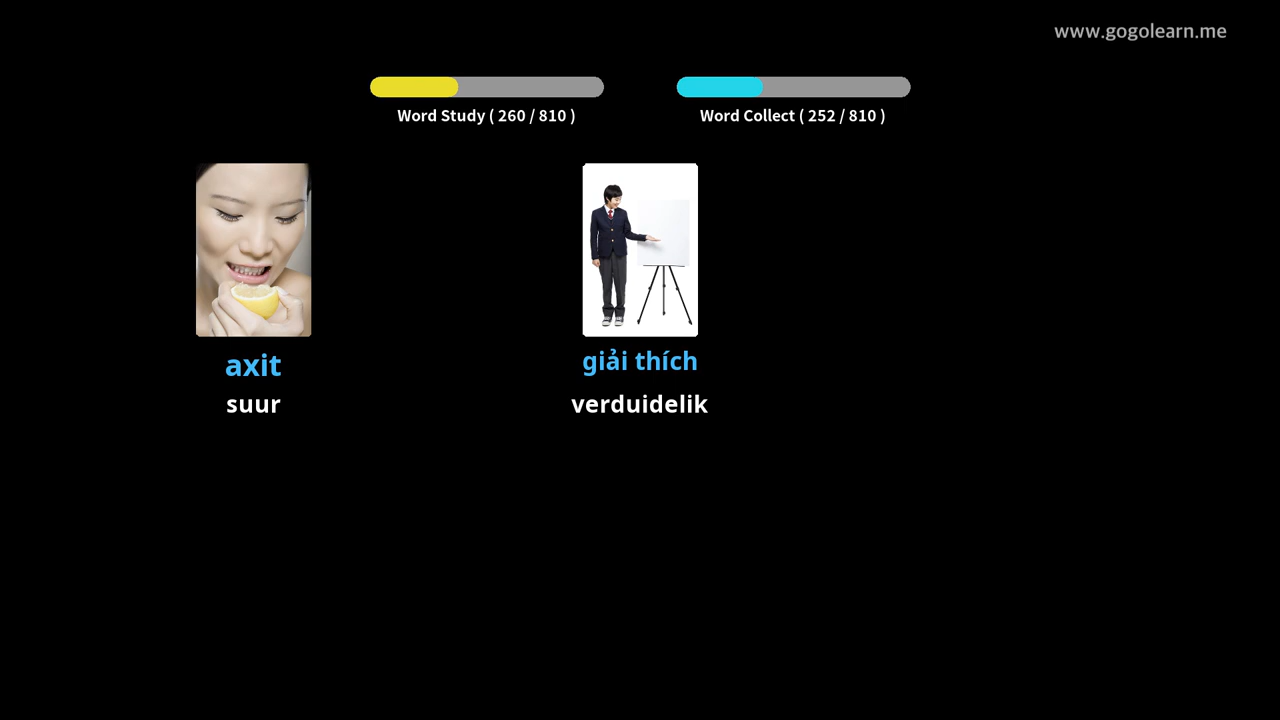 www.gogolearn.me
Word Study ( 260 / 810 )
Word Collect ( 252 / 810 )
axit
suur
giải thích
verduidelik